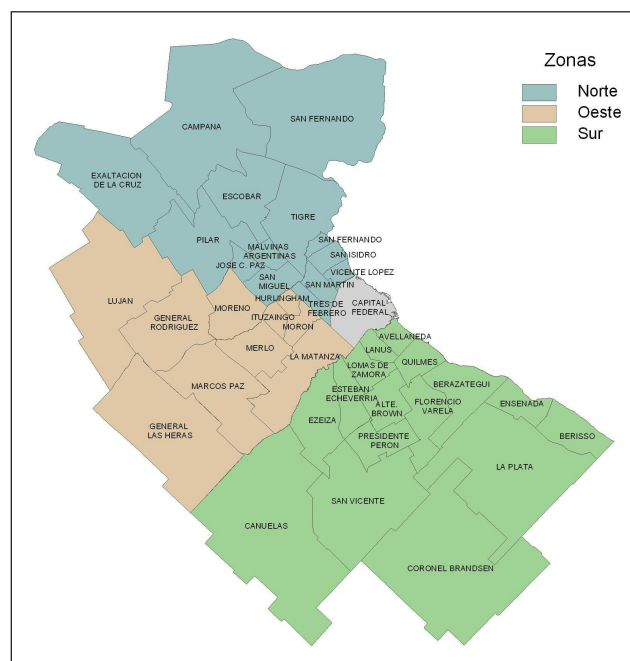 Zonas
Norte
Oeste
Sur
CAMPANA
SAN FERNANDO
EXALTACION
DE LA CRUZ
ESCOBAR
TIGRE
PILAR
MALVINAS
ARGENTINAS
JOSE C. PAZ
SAN
MIGUEL
SAN FERNANDO
SAN ISIDRO
VICENTE LOPEZ
SAN MARTIN
TRES DE
FEBRERO
CAPITAL
FEDERAL
LUJAN
GENERAL
RODRIGUEZ
MORENO
HURLINGHAM
ITUZAINGO
MORON
MERLO
LA MATANZA
MARCOS PAZ
GENERAL
LAS HERAS
AVELLANEDA
LANUS
LOMAS DE
ZAMORA
QUILMES
BERAZATEGUI
ESTEBAN
ECHEVERRIA
ALTE.
BROWN
FLORENCIO
VARELA
ENSENADA
BERISSO
EZEIZA
PRESIDENTE
PERON
LA PLATA
SAN VICENTE
CANUELAS
CORONEL BRANDSEN